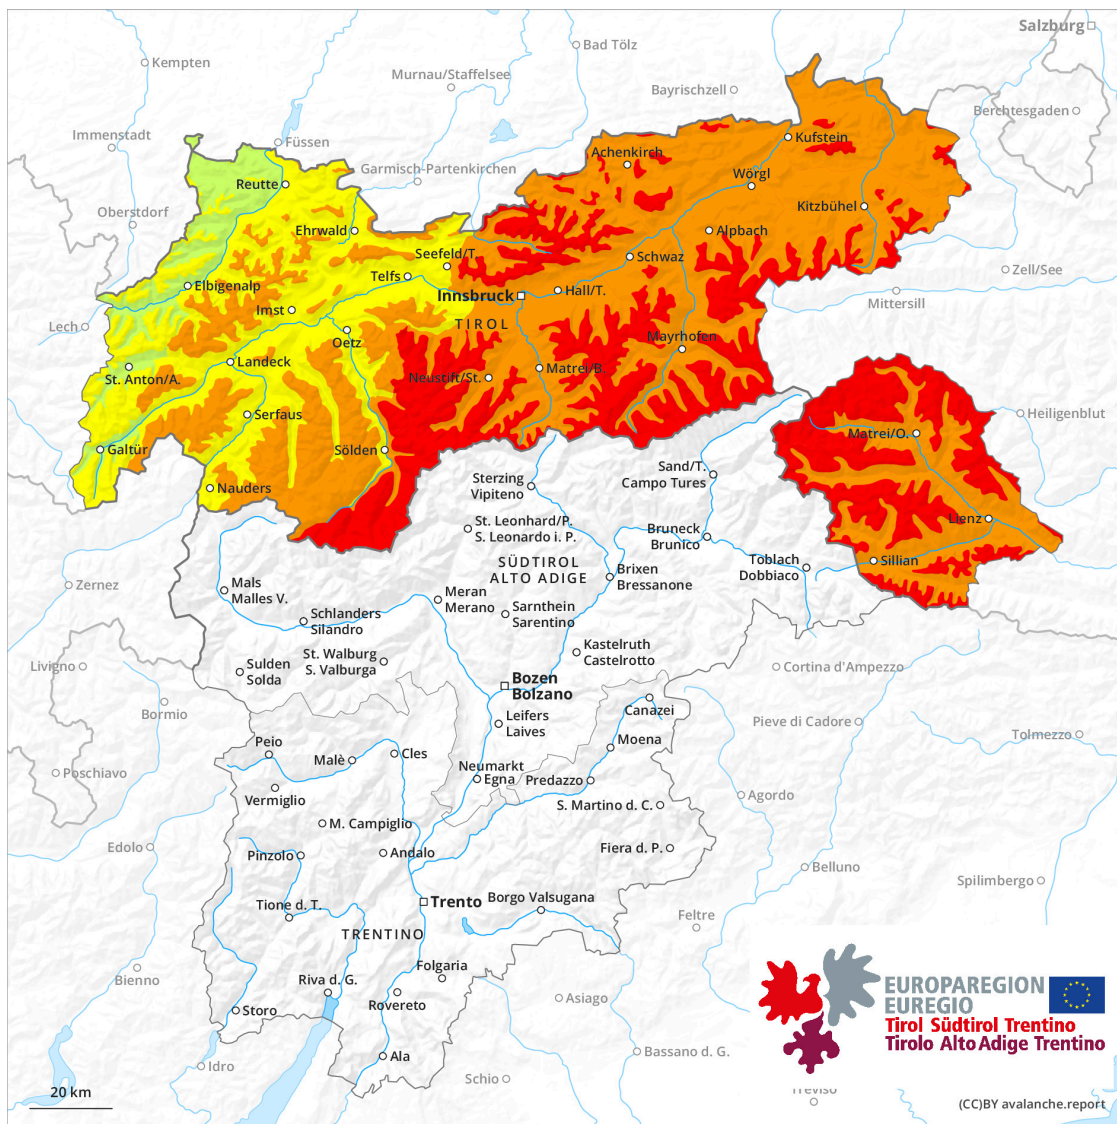 Salzburg
Bad Tölz
Kempten
Murnau/Staffelsee
Bayrischzell
Berchtesgaden
Immenstadt
Füssen
Kufstein
Achenkirch
Garmisch-Partenkirchen
Wörgl
Reutte
Oberstdorf
Kitzbühel
Ehrwald
Alpbach
Seefeld/T.
Schwaz
Zell/See
Telfs
Elbigenalp
Hall/T.
Innsbruck
Mittersill
Imst
TIROL
Lech
Oetz
Mayrhofen
Landeck
Matrei/B.
St. Anton/A.
Neustift/St.
Serfaus
Heiligenblut
Matrei/O.
Galtür
Sölden
Sterzing
Vipiteno
Sand/T.
Campo Tures
Nauders
Lienz
St. Leonhard/P.
S. Leonardo i. P.
Bruneck
Brunico
SÜDTIROL
ALTO ADIGE
Toblach
Dobbiaco
Sillian
Brixen
Bressanone
Zernez
Mals
Malles V.
Meran
Merano
Sarnthein
Sarentino
Schlanders
Silandro
Kastelruth
Castelrotto
St. Walburg
S. Valburga
Livigno
Sulden
Solda
Cortina d'Ampezzo
Bozen
Bolzano
Bormio
Canazei
Leifers
Laives
Pieve di Cadore
Tolmezzo
Peio
Moena
Malè
Cles
Neumarkt
Egna
Poschiavo
Predazzo
Vermiglio
Agordo
S. Martino d. C.
M. Campiglio
Edolo
Pinzolo
Andalo
Fiera d. P.
Belluno
Spilimbergo
Trento
Borgo Valsugana
Tione d. T.
Feltre
TRENTINO
Folgaria
Bienno
Riva d. G.
EUROPAREGION
EUREGIO
Tirol Südtirol Trentino
Tirolo Alto Adige Trentino
Rovereto
Asiago
Storo
Ala
Bassano d. G.
Idro
Schio
Treviso
20 km
(CC)BY avalanche.report